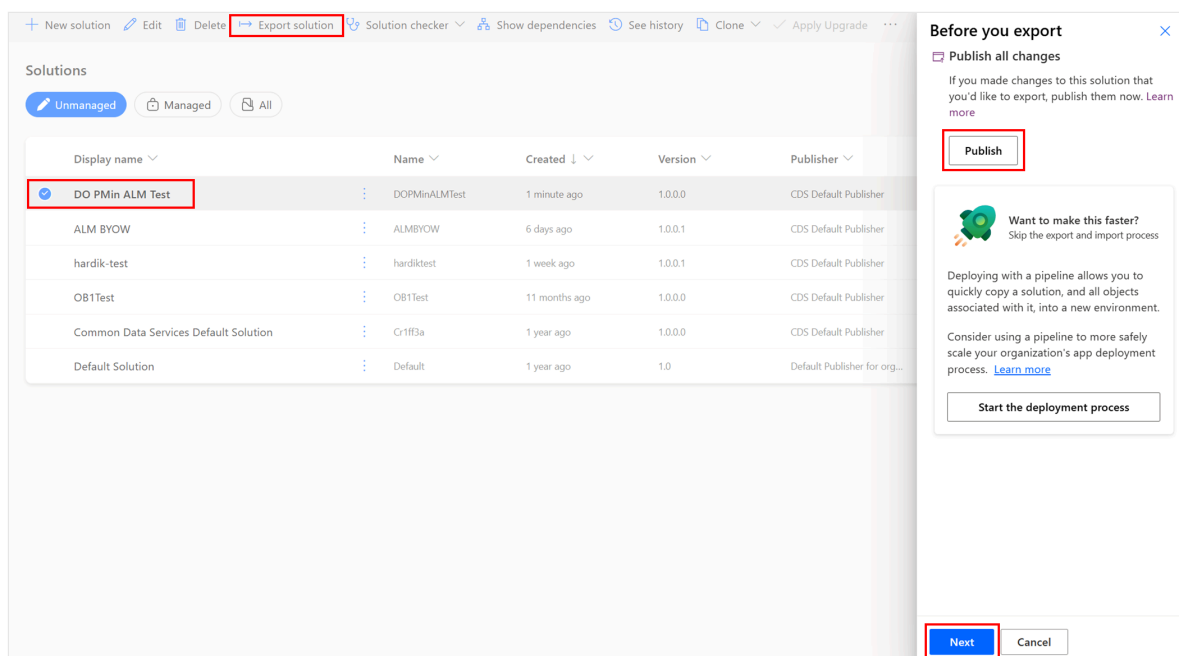 New solution Edit Delete Export solution Solution checker Show dependencies See history Clone Apply Upgrade ···
Solutions
Unmanaged Managed All
Display name Name Created Version Publisher
DO PMin ALM Test DOPMinALMTest 1 minute ago 1.0.0.0 CDS Default Publisher
ALM BYOW ALMBYOW 6 days ago 1.0.0.1 CDS Default Publisher
hardik-test hardiktest 1 week ago 1.0.0.1 CDS Default Publisher
OB1Test OB1Test 11 months ago 1.0.0.0 CDS Default Publisher
Common Data Services Default Solution Cr1ff3a 1 year ago 1.0.0.0 CDS Default Publisher
Default Solution Default 1 year ago 1.0 Default Publisher for org...
Before you export
Publish all changes
If you made changes to this solution that
you'd like to export, publish them now. Learn
more
Publish
Want to make this faster?
Skip the export and import process
Deploying with a pipeline allows you to
quickly copy a solution, and all objects
associated with it, into a new environment.
Consider using a pipeline to more safely
scale your organization's app deployment
process. Learn more
Start the deployment process
Next Cancel